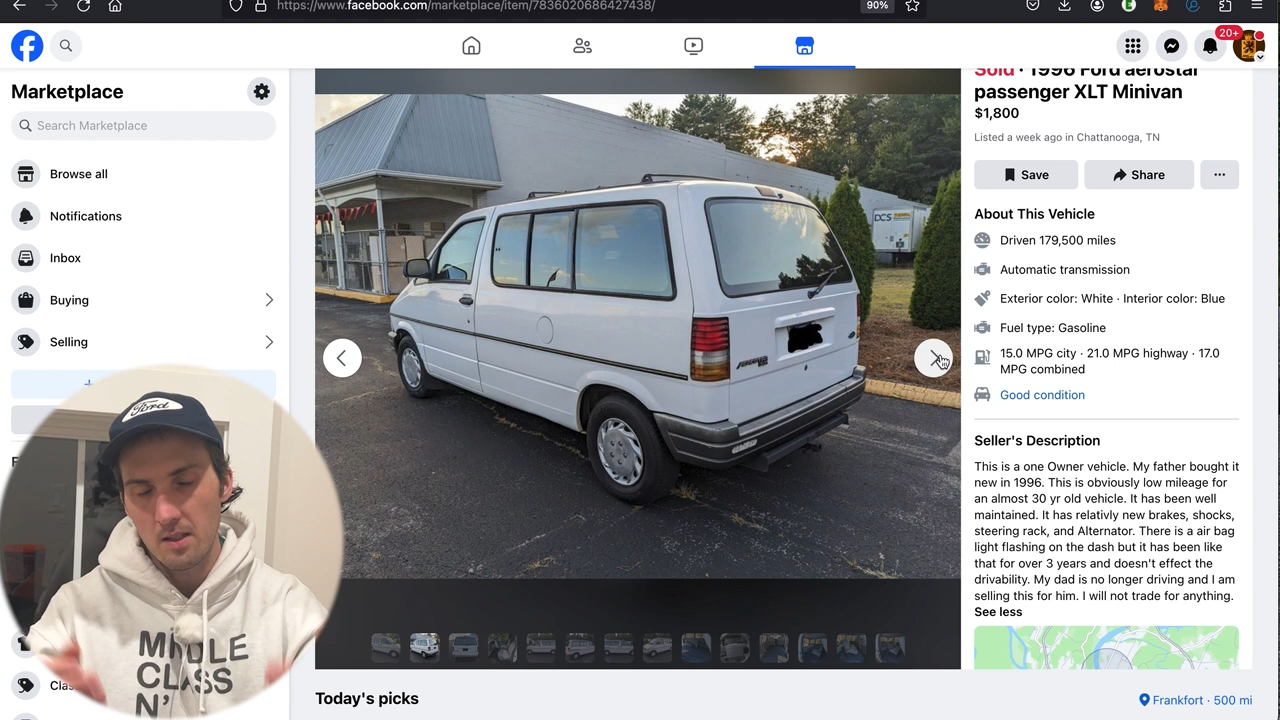 https://www.facebook.com/marketplace/item/7836020686427438/
90%
20+
Marketplace
Search Marketplace
Browse all
Notifications
Inbox
Buying
Selling
Sold · 1996 Ford aerostar
passenger XLT Minivan
$1,800
Listed a week ago in Chattanooga, TN
Save
Share
About This Vehicle
Driven 179,500 miles
Automatic transmission
Exterior color: White · Interior color: Blue
Fuel type: Gasoline
15.0 MPG city · 21.0 MPG highway · 17.0
MPG combined
Good condition
Seller's Description
This is a one Owner vehicle. My father bought it
new in 1996. This is obviously low mileage for
an almost 30 yr old vehicle. It has been well
maintained. It has relativly new brakes, shocks,
steering rack, and Alternator. There is a air bag
light flashing on the dash but it has been like
that for over 3 years and doesn't effect the
drivability. My dad is no longer driving and I am
selling this for him. I will not trade for anything.
See less
DCS
Ford
MIDDLE
CLASS
N'
Today's picks
Frankfort · 500 mi